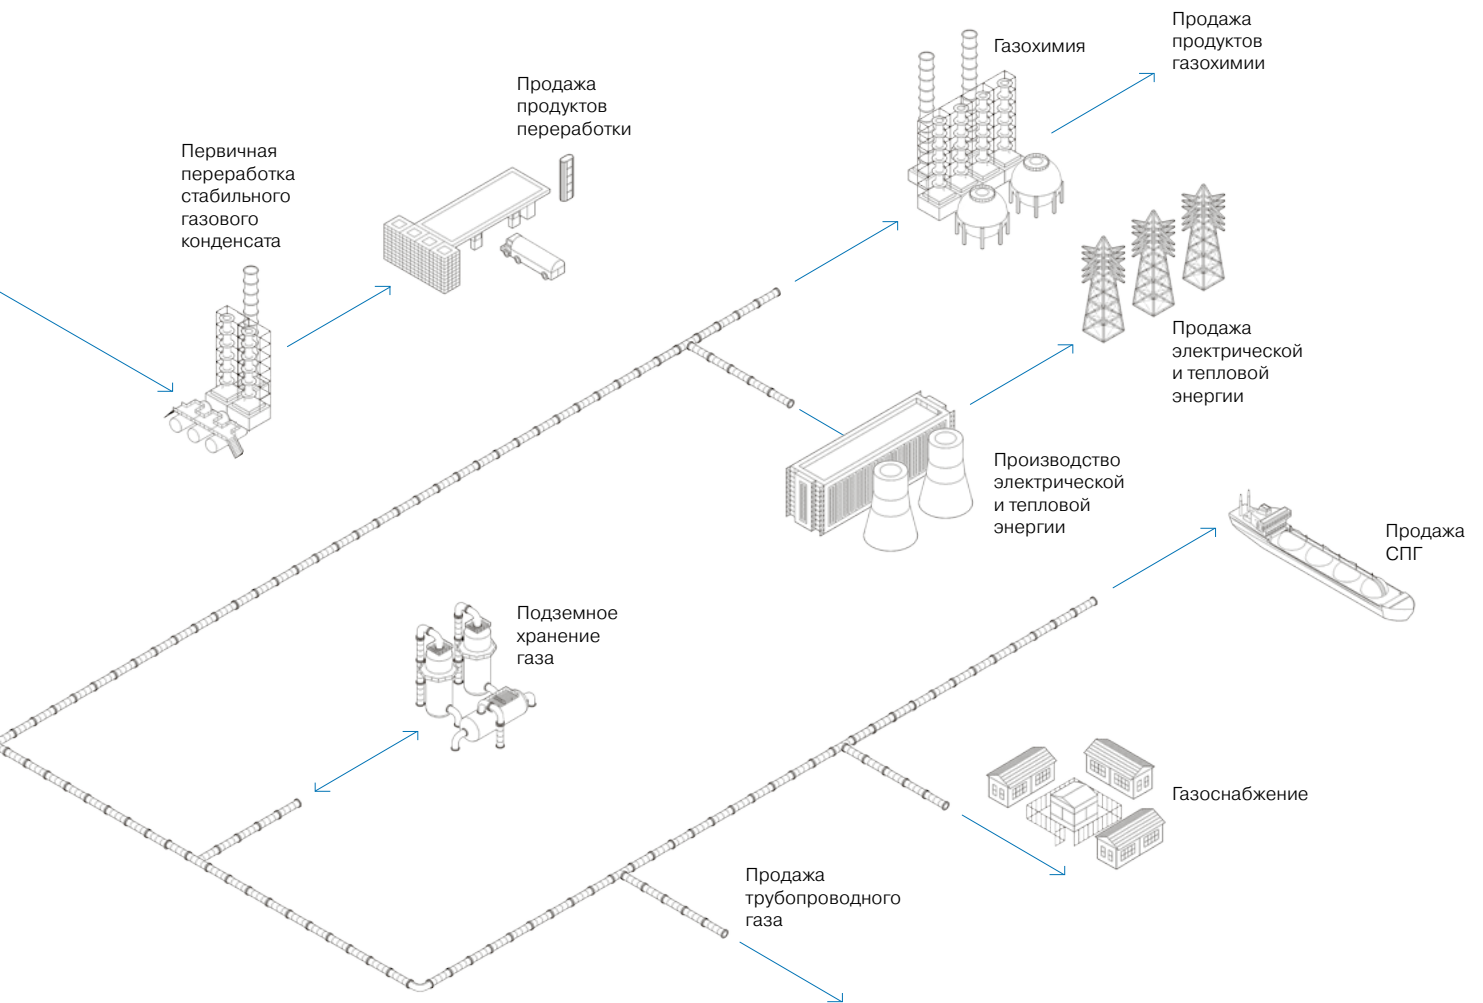 Первичная
переработка
стабильного
газового
конденсата
Продажа
продуктов
переработки
Газохимия
Продажа
продуктов
газохимии
Продажа
электрической
и тепловой
энергии
Производство
электрической
и тепловой
энергии
Продажа
СПГ
Подземное
хранение
газа
Газоснабжение
Продажа
трубопроводного
газа